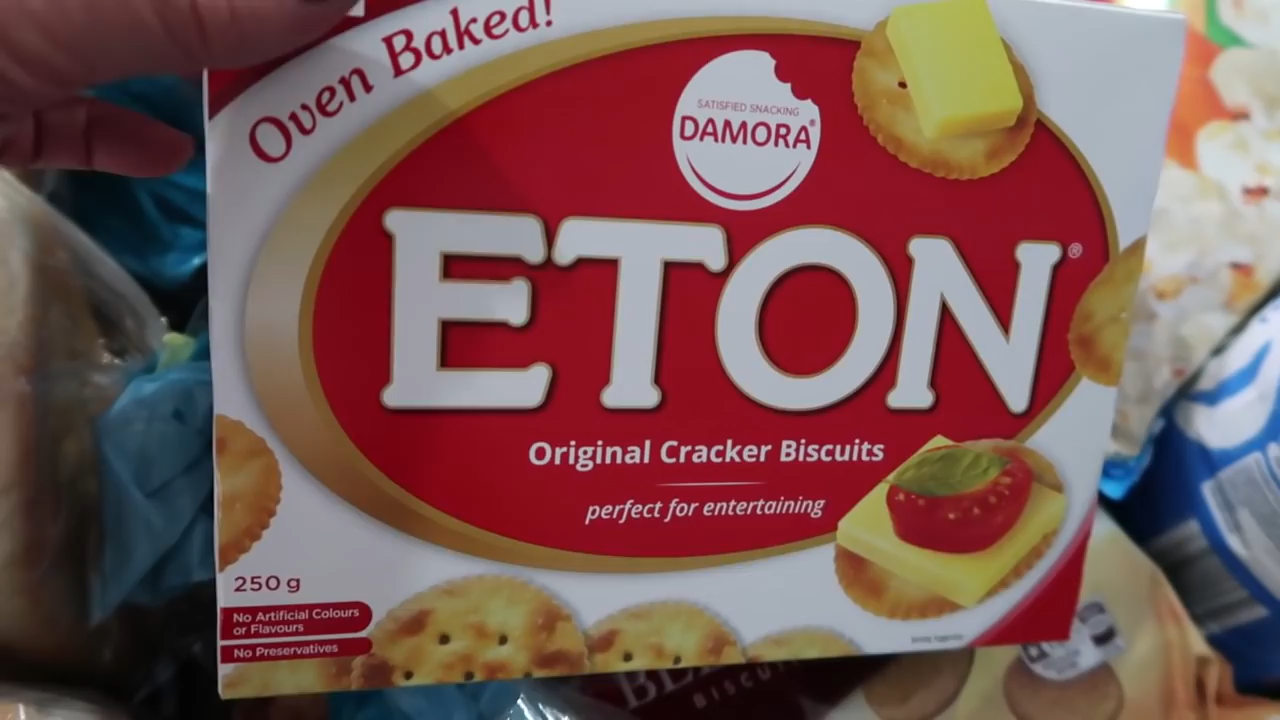 Oven Baked!
SATISFIED SNACKING
DAMORA®
ETON®
Original Cracker Biscuits
perfect for entertaining
250 g
No Artificial Colours
or Flavours
No Preservatives